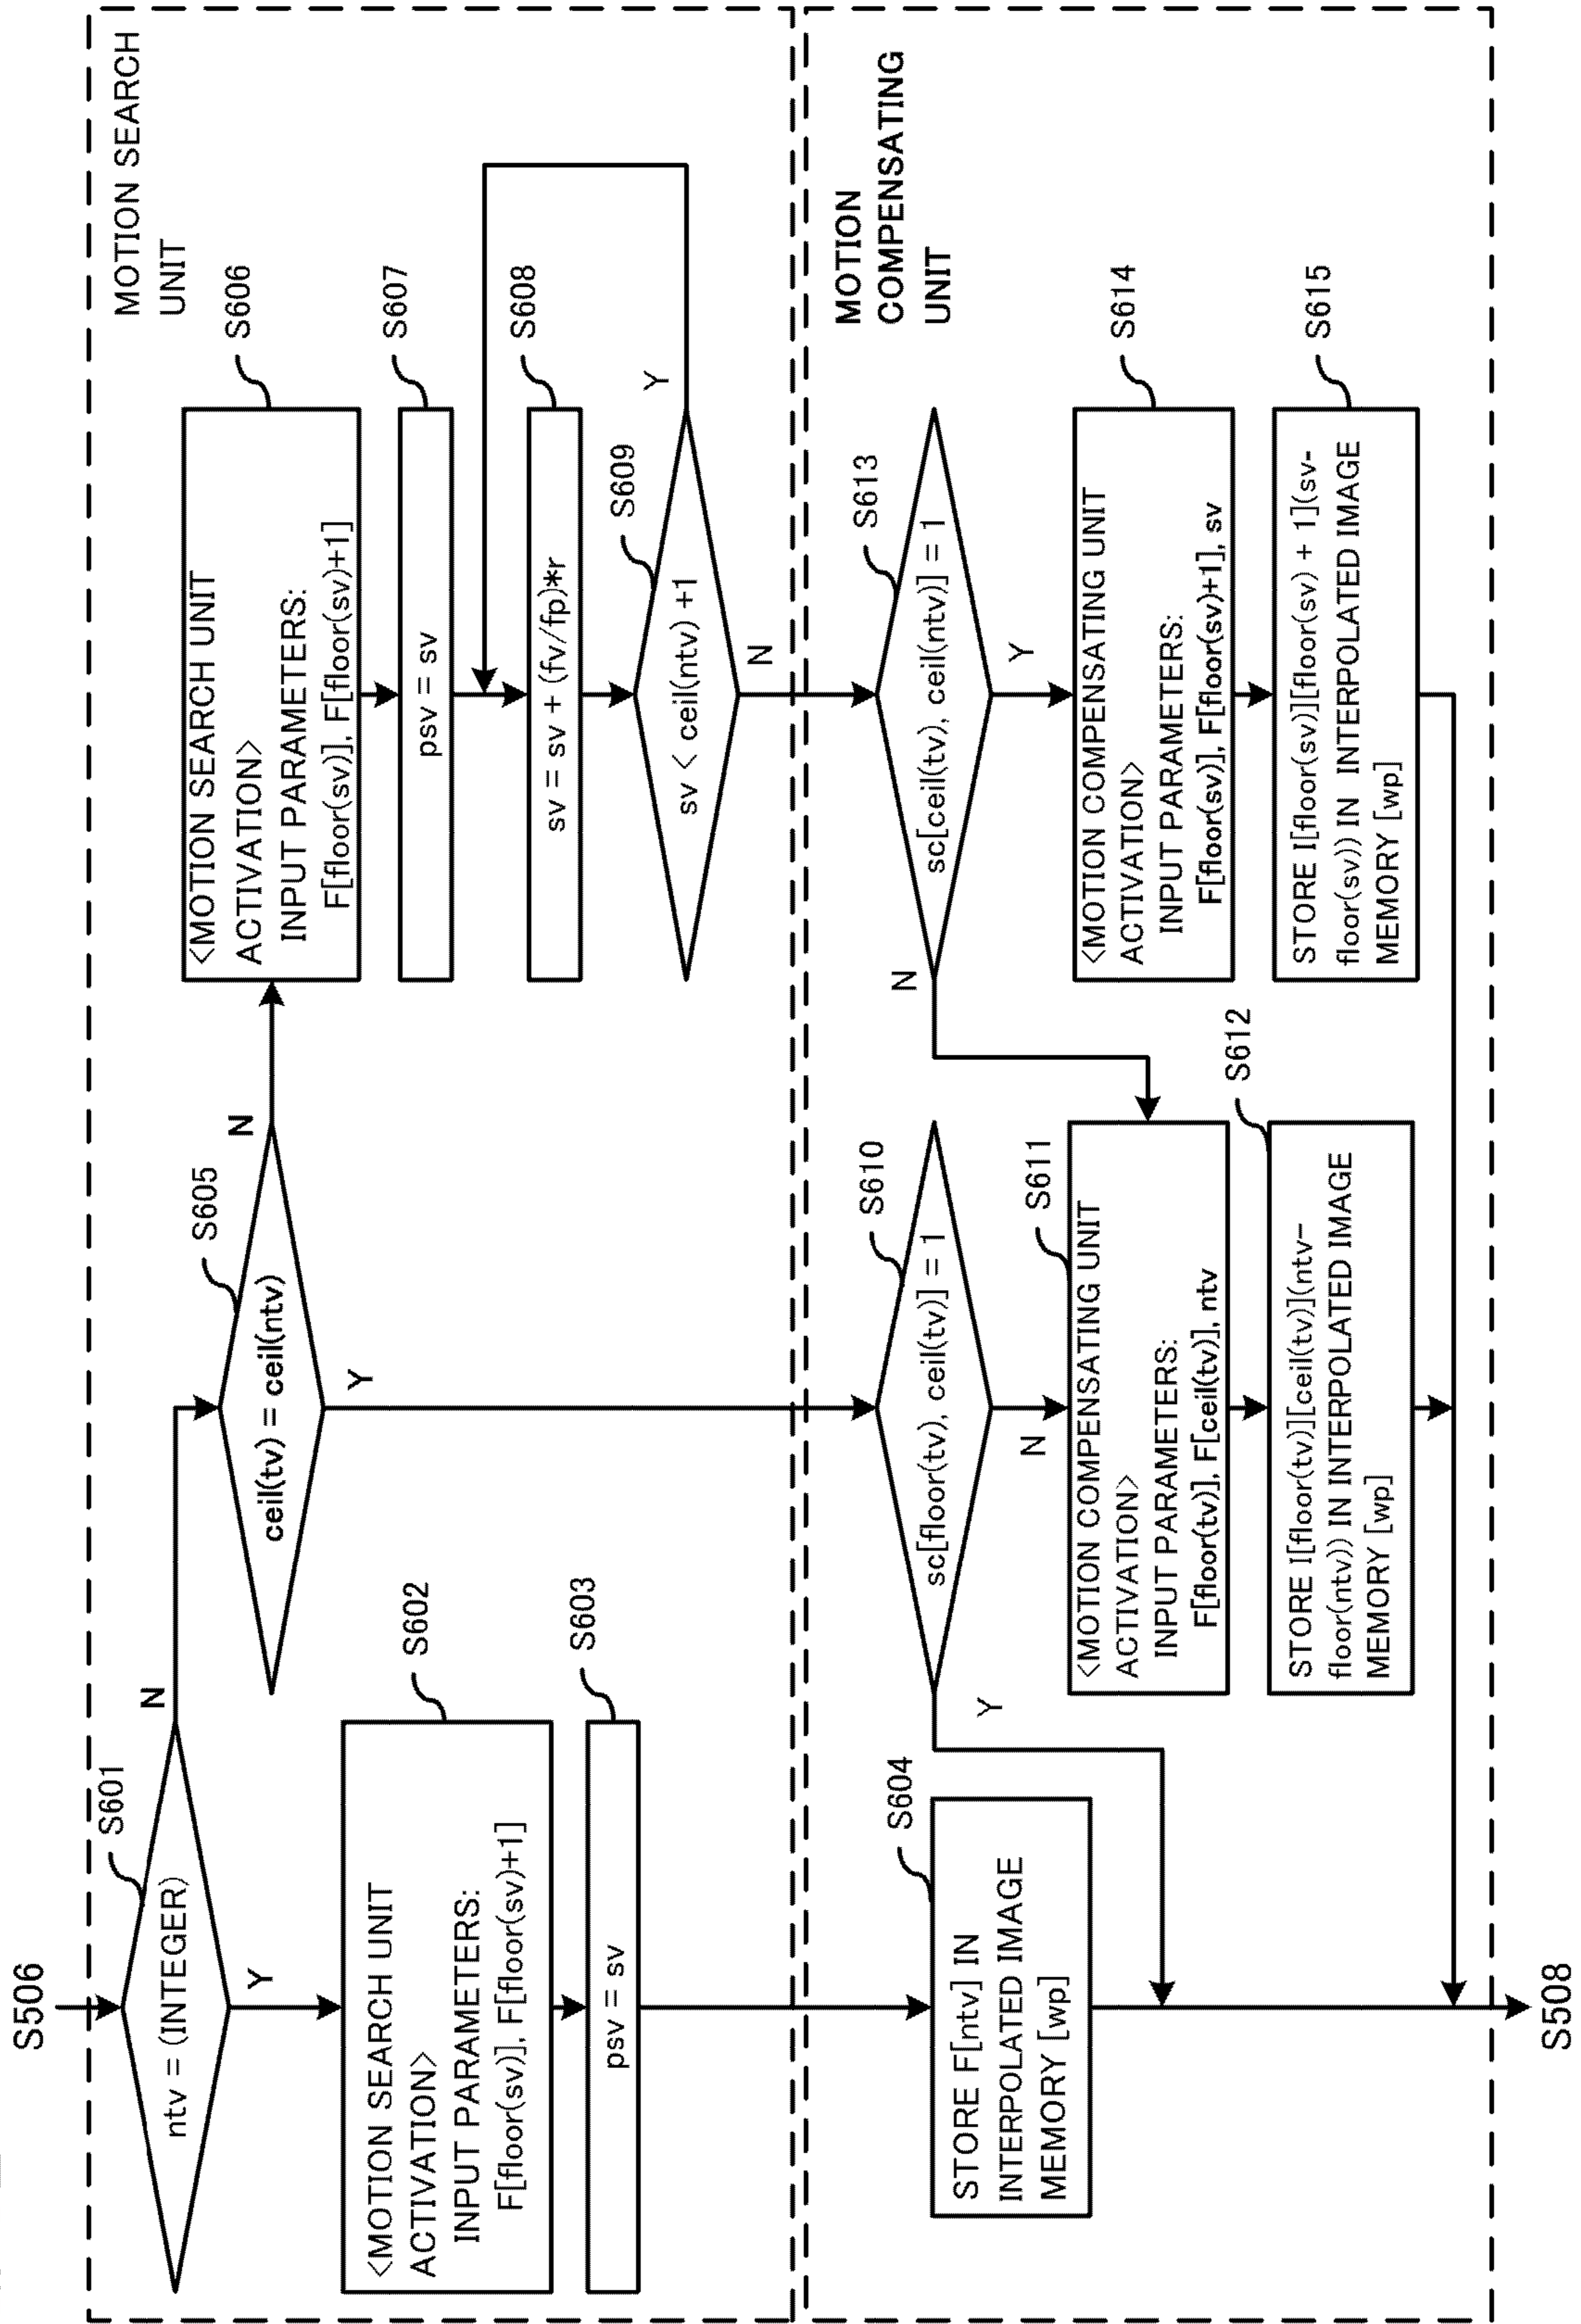 S506
MOTION SEARCH
UNIT
S601
ntv = (INTEGER)
N
Y
S602
<MOTION SEARCH UNIT
ACTIVATION>
INPUT PARAMETERS:
F[floor(sv)], F[floor(sv)+1]
S603
psv = sv
S605
ceil(tv) = ceil(ntv)
N
Y
S606
<MOTION SEARCH UNIT
ACTIVATION>
INPUT PARAMETERS:
F[floor(sv)], F[floor(sv)+1]
S607
psv = sv
S608
sv = sv + (fv/fp)*r
S609
sv < ceil(ntv) +1
Y
N
MOTION
COMPENSATING
UNIT
S604
STORE F[ntv] IN
INTERPOLATED IMAGE
MEMORY [wp]
S610
sc[floor(tv), ceil(tv)] = 1
Y
N
S611
<MOTION COMPENSATING UNIT
ACTIVATION>
INPUT PARAMETERS:
F[floor(tv)], F[ceil(tv)], ntv
S612
STORE I[floor(tv)][ceil(tv)](ntv-
floor(ntv)) IN INTERPOLATED IMAGE
MEMORY [wp]
S613
sc[ceil(tv), ceil(ntv)] = 1
N
Y
S614
<MOTION COMPENSATING UNIT
ACTIVATION>
INPUT PARAMETERS:
F[floor(sv)], F[floor(sv)+1], sv
S615
STORE I[floor(sv)][floor(sv) + 1](sv-
floor(sv)) IN INTERPOLATED IMAGE
MEMORY [wp]
S508